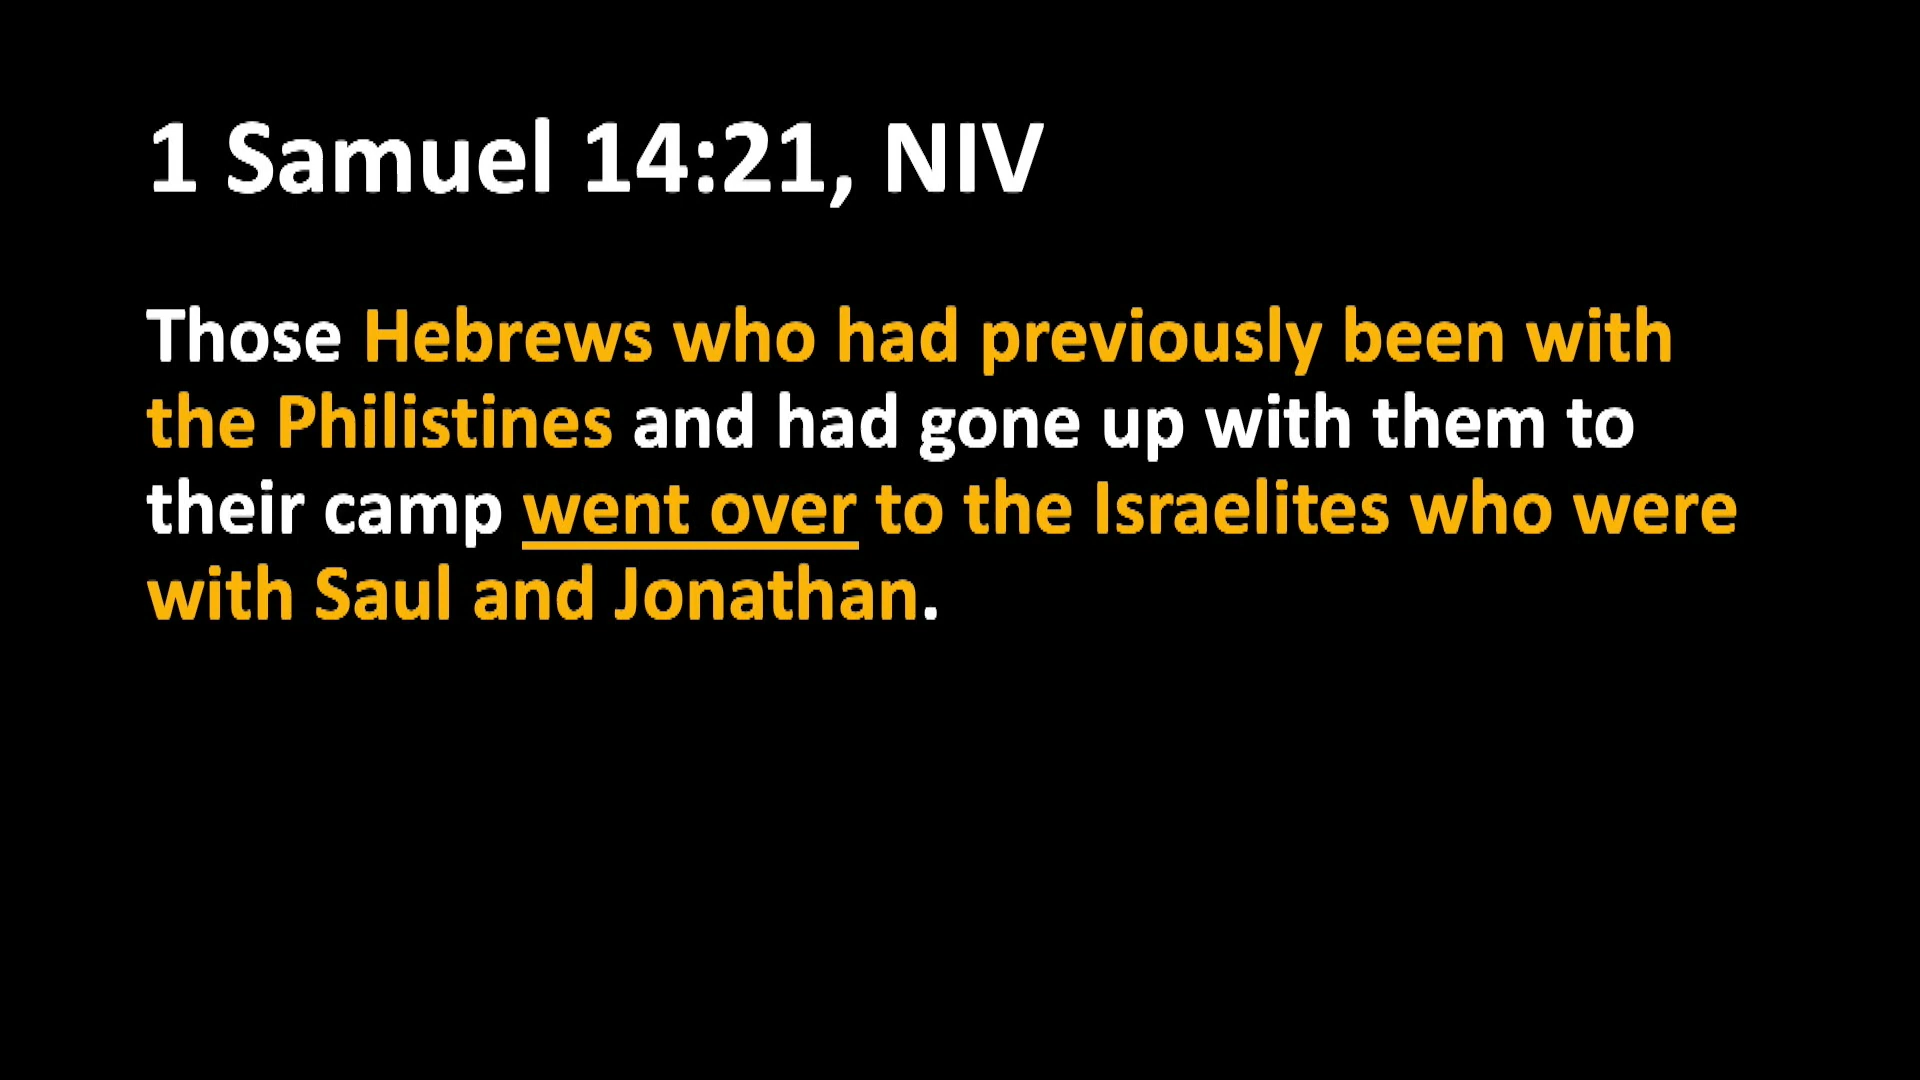 1 Samuel 14:21, NIV
Those Hebrews who had previously been with
the Philistines and had gone up with them to
their camp went over to the Israelites who were
with Saul and Jonathan.